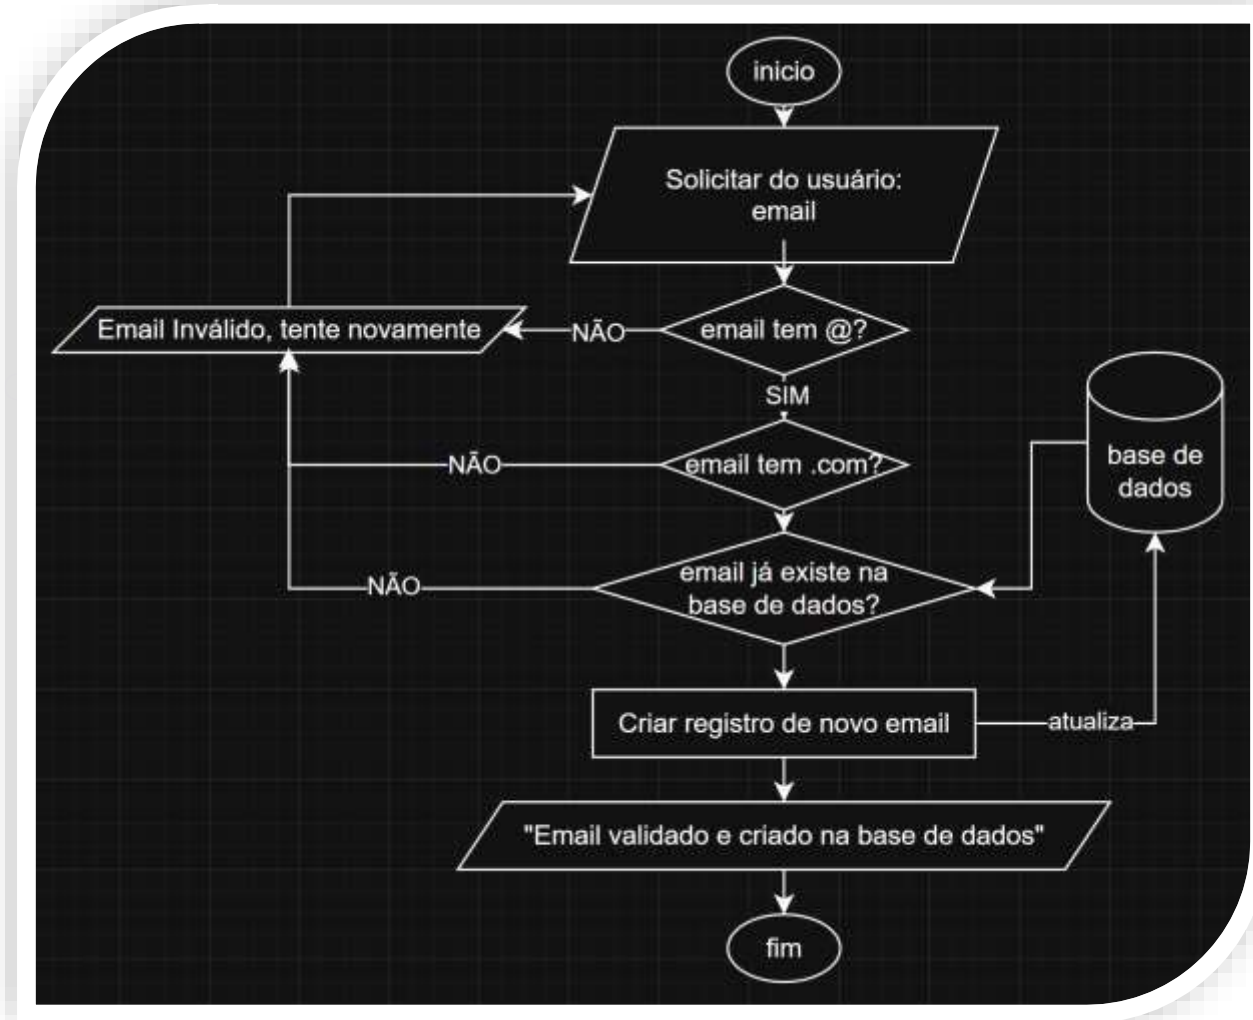 inicio
Solicitar do usuário:
email
Email Inválido, tente novamente
NÃO
email tem @?
SIM
NÃO
email tem .com?
base de
dados
NÃO
email já existe na
base de dados?
Criar registro de novo email
atualiza
"Email validado e criado na base de dados"
fim